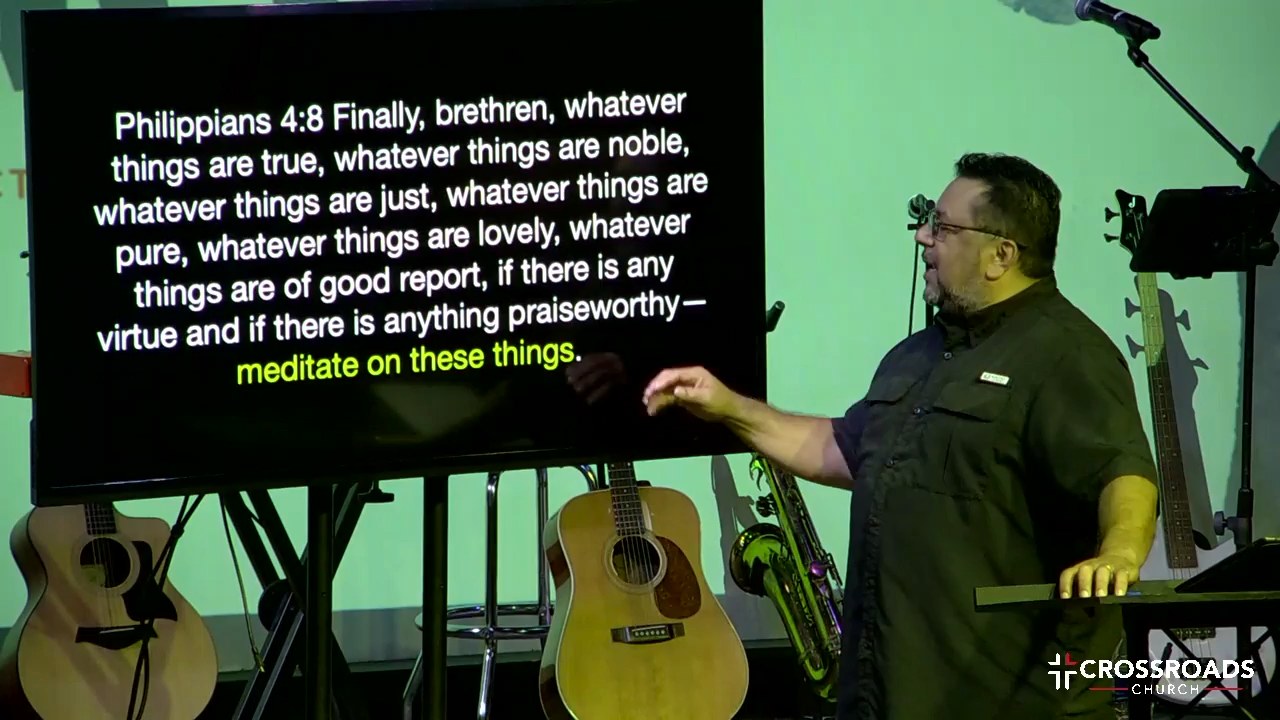 Philippians 4:8 Finally, brethren, whatever
things are true, whatever things are noble,
whatever things are just, whatever things are
pure, whatever things are lovely, whatever
things are of good report, if there is any
virtue and if there is anything praiseworthy—
meditate on these things.
CROSSROADS
CHURCH